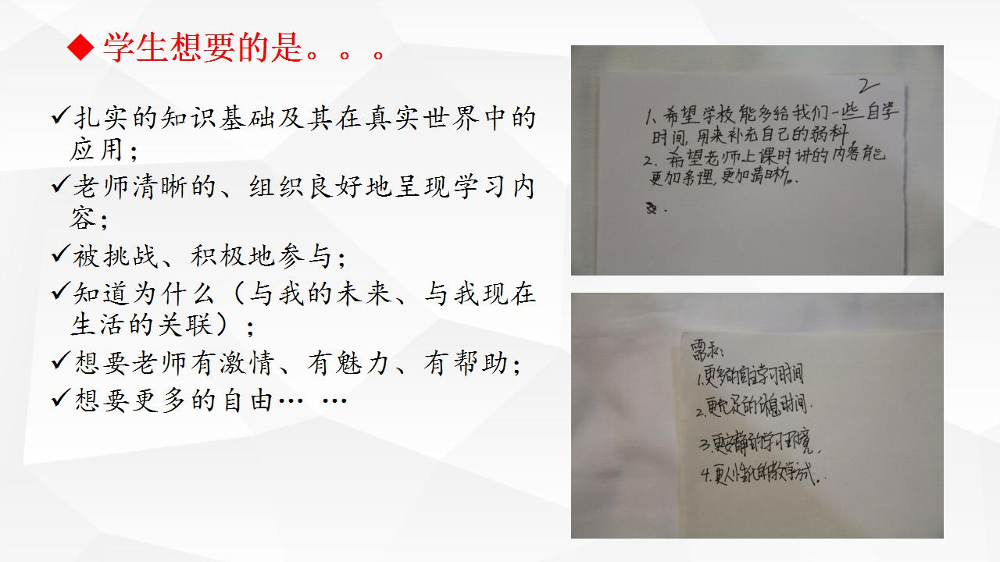 学生想要的是。。。
扎实的知识基础及其在真实世界中的
应用；
老师清晰的、组织良好地呈现学习内
容；
被挑战、积极地参与；
知道为什么（与我的未来、与我现在
生活的关联）；
想要老师有激情、有魅力、有帮助；
想要更多的自由… …
2
1、希望学校能多给我们一些自学
时间,用来补充自己的弱科。
2. 希望老师上课时讲的内容能
更加条理,更加清晰。
需求:
1.更多的自主学习时间
2.更充足的休息时间.
3.更安静的学习环境.
4.更人性化的教学方式。